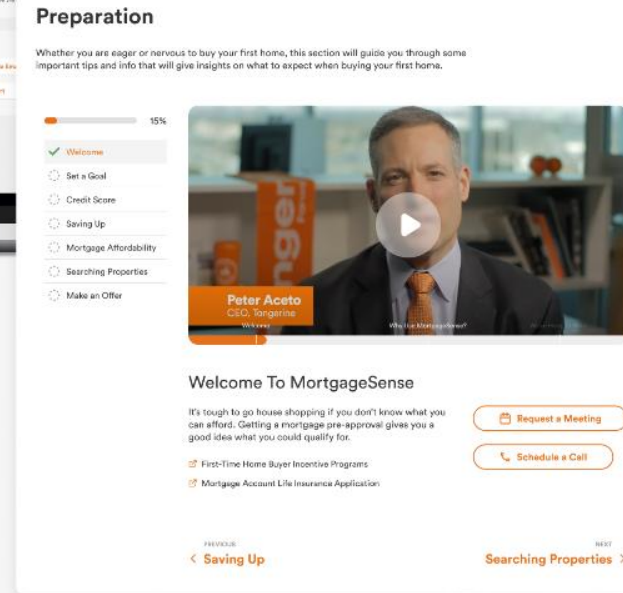 Preparation
Whether you are eager or nervous to buy your first home, this section will guide you through some
important tips and info that will give insights on what to expect when buying your first home.
15%
Welcome
Set a Goal
Credit Score
Saving Up
Mortgage Affordability
Searching Properties
Make an Offer
Peter Aceto
CEO, Tangerine
Welcome
Why Use MortgageSense?
Welcome To MortgageSense
It's tough to go house shopping if you don't know what you
can afford. Getting a mortgage pre-approval gives you a
good idea what you could qualify for.
First-Time Home Buyer Incentive Programs
Mortgage Account Life Insurance Application
Request a Meeting
Schedule a Call
PREVIOUS
Saving Up
NEXT
Searching Properties